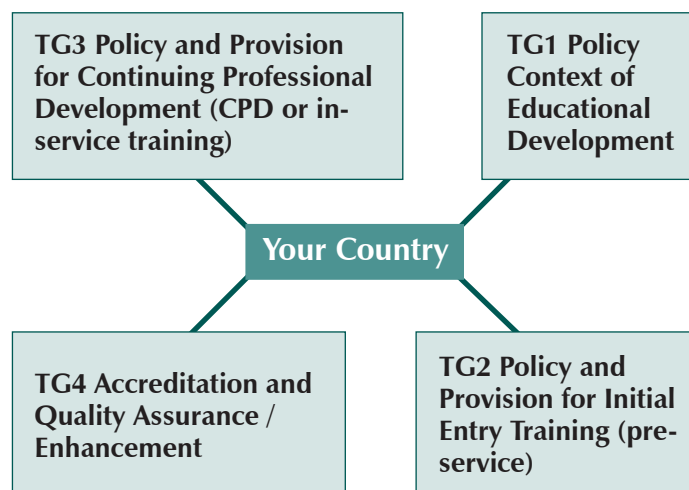 TG3 Policy and Provision
for Continuing Professional
Development (CPD or in-
service training)
TG1 Policy
Context of
Educational
Development
Your Country
TG4 Accreditation and
Quality Assurance /
Enhancement
TG2 Policy and
Provision for Initial
Entry Training (pre-
service)